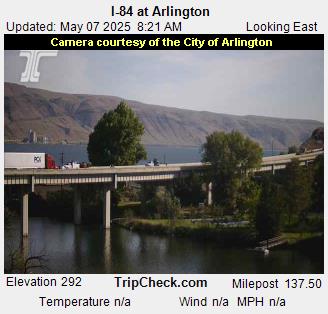 I-84 at Arlington
Updated: May 07 2025 8:21 AM Looking East
Camera courtesy of the City of Arlington
Elevation 292 TripCheck.com Milepost 137.50
Temperature n/a Wind n/a MPH n/a